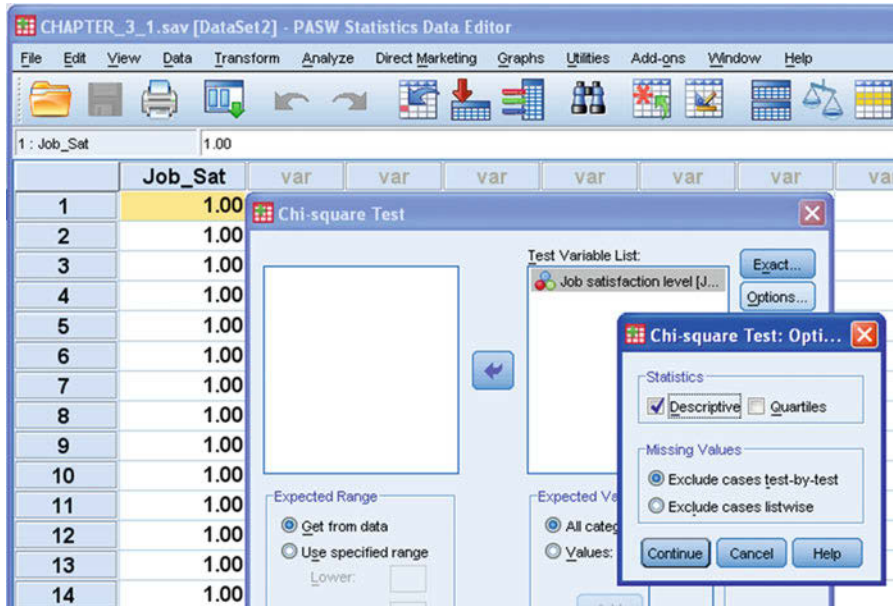 CHAPTER_3_1.sav [DataSet2] - PASW Statistics Data Editor
File Edit View Data Transform Analyze Direct Marketing Graphs Utilities Add-ons Window Help
1 : Job_Sat 1.00
Job_Sat var var var var var var va
1 1.00
2 1.00
3 1.00
4 1.00
5 1.00
6 1.00
7 1.00
8 1.00
9 1.00
10 1.00
11 1.00
12 1.00
13 1.00
14 1.00
Chi-square Test
Test Variable List:
Job satisfaction level [J...
Exact...
Options...
Expected Range
Get from data
Use specified range
Lower:
Expected Va
All categ
Values:
Chi-square Test: Opti...
Statistics
Descriptive Quartiles
Missing Values
Exclude cases test-by-test
Exclude cases listwise
Continue Cancel Help